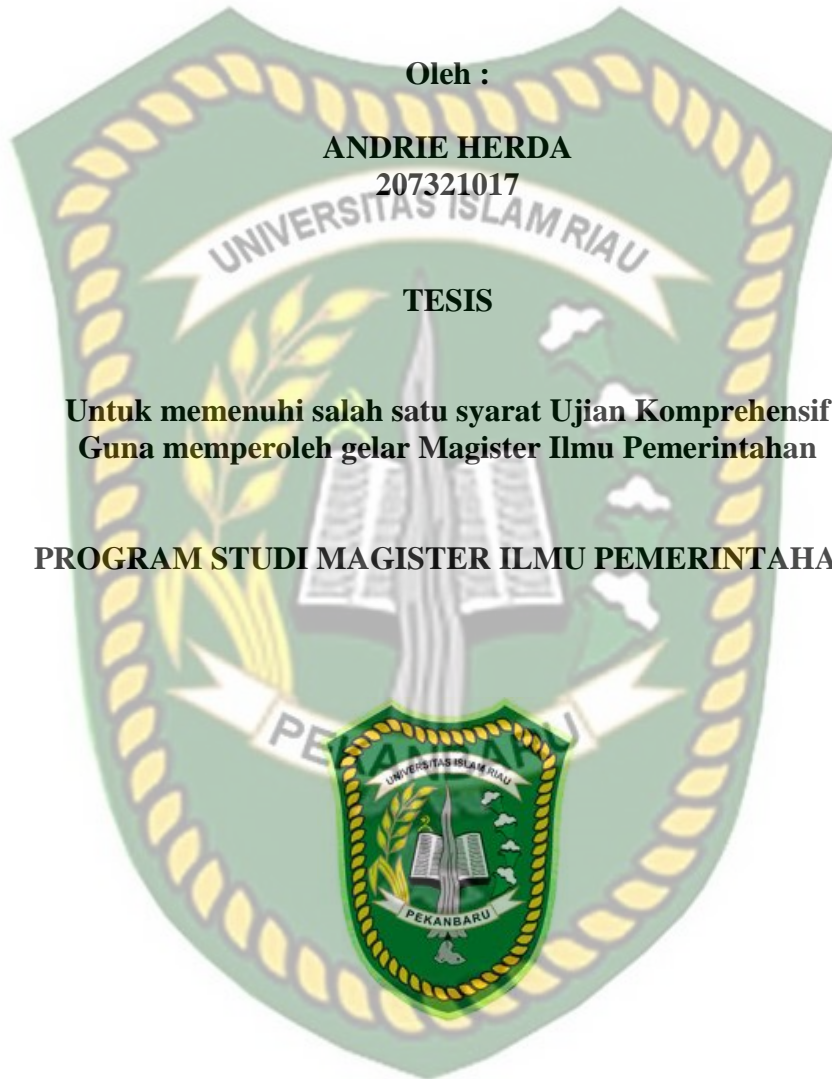 Oleh :
ANDRIE HERDA
207321017
UNIVERSITAS ISLAM RIAU
TESIS
Untuk memenuhi salah satu syarat Ujian Komprehensif
Guna memperoleh gelar Magister Ilmu Pemerintahan
PROGRAM STUDI MAGISTER ILMU PEMERINTAHA
PEKANBARU
UNIVERSITAS ISLAM RIAU
PEKANBARU